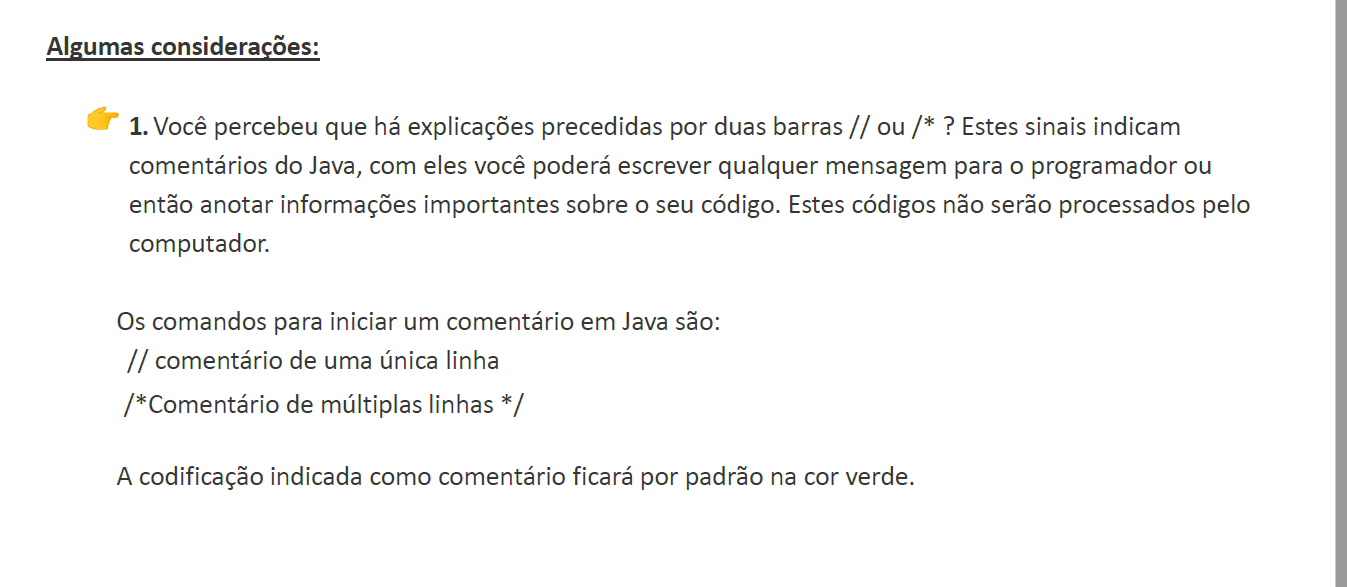 Algumas considerações:
👉 1. Você percebeu que há explicações precedidas por duas barras // ou /* ? Estes sinais indicam
comentários do Java, com eles você poderá escrever qualquer mensagem para o programador ou
então anotar informações importantes sobre o seu código. Estes códigos não serão processados pelo
computador.
Os comandos para iniciar um comentário em Java são:
// comentário de uma única linha
/*Comentário de múltiplas linhas */
A codificação indicada como comentário ficará por padrão na cor verde.